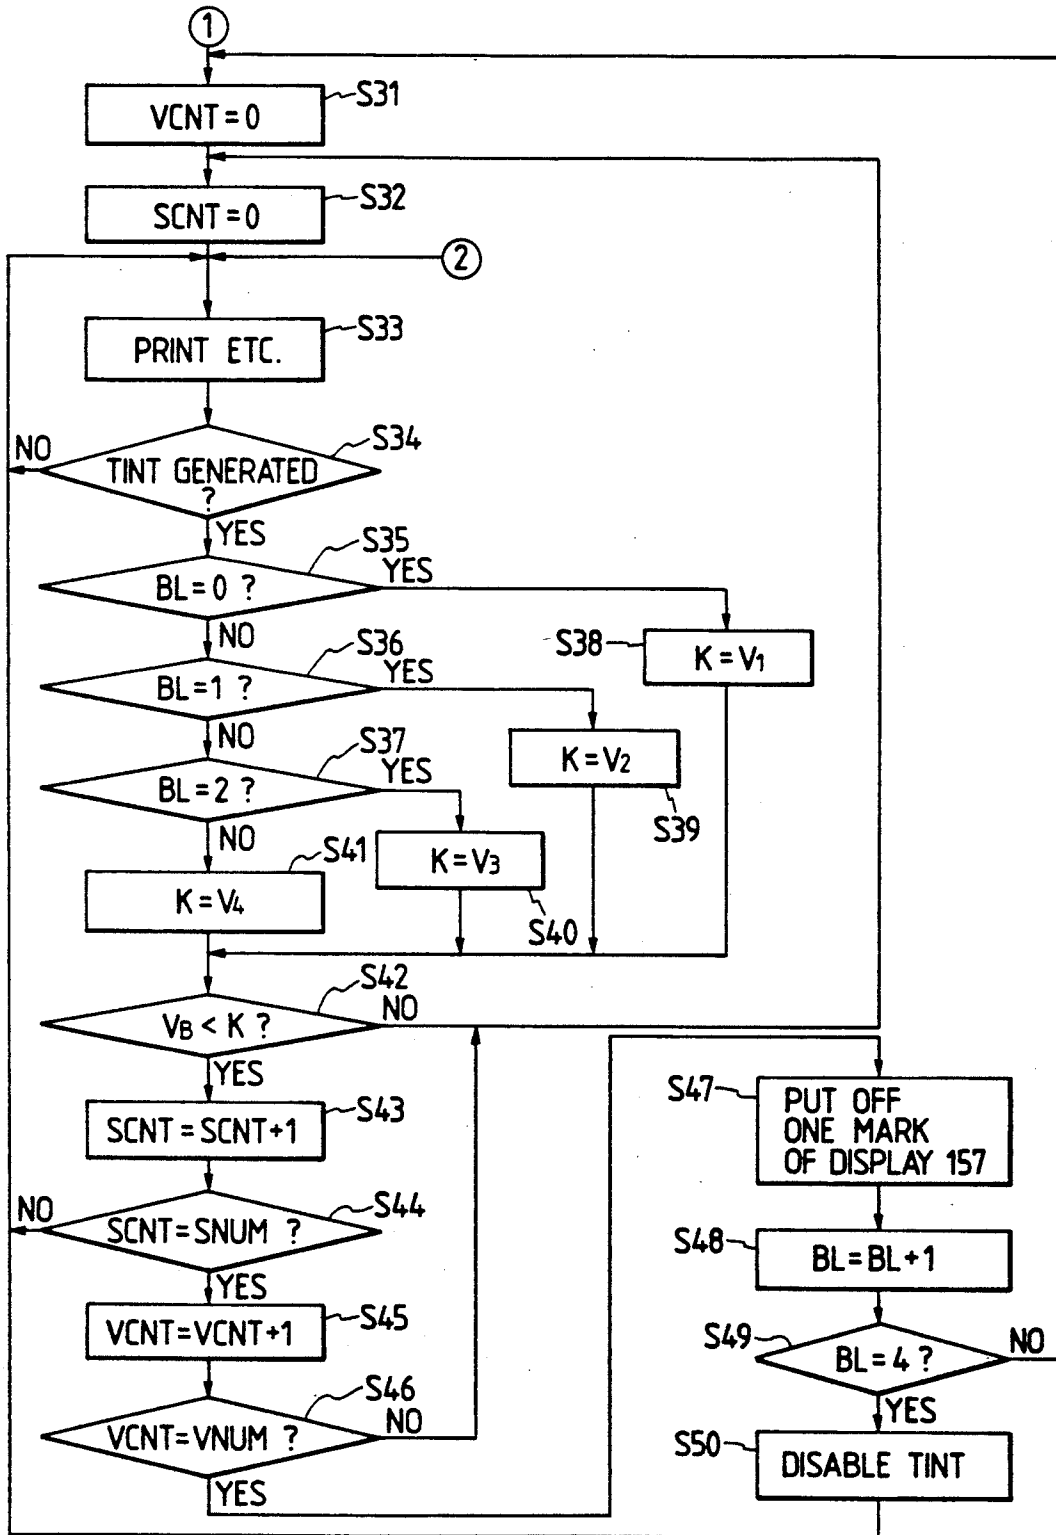 1
VCNT=0
S31
SCNT=0
S32
2
PRINT ETC.
S33
TINT GENERATED
?
S34
NO
YES
BL=0 ?
S35
YES
NO
BL=1 ?
S36
YES
NO
BL=2 ?
S37
YES
NO
S38
K=V1
K=V2
S39
K=V3
S40
S41
K=V4
VB < K ?
S42
NO
YES
SCNT=SCNT+1
S43
NO
SCNT=SNUM ?
S44
YES
VCNT=VCNT+1
S45
VCNT=VNUM ?
S46
NO
YES
S47
PUT OFF
ONE MARK
OF DISPLAY 157
S48
BL=BL+1
S49
BL=4 ?
NO
YES
S50
DISABLE TINT